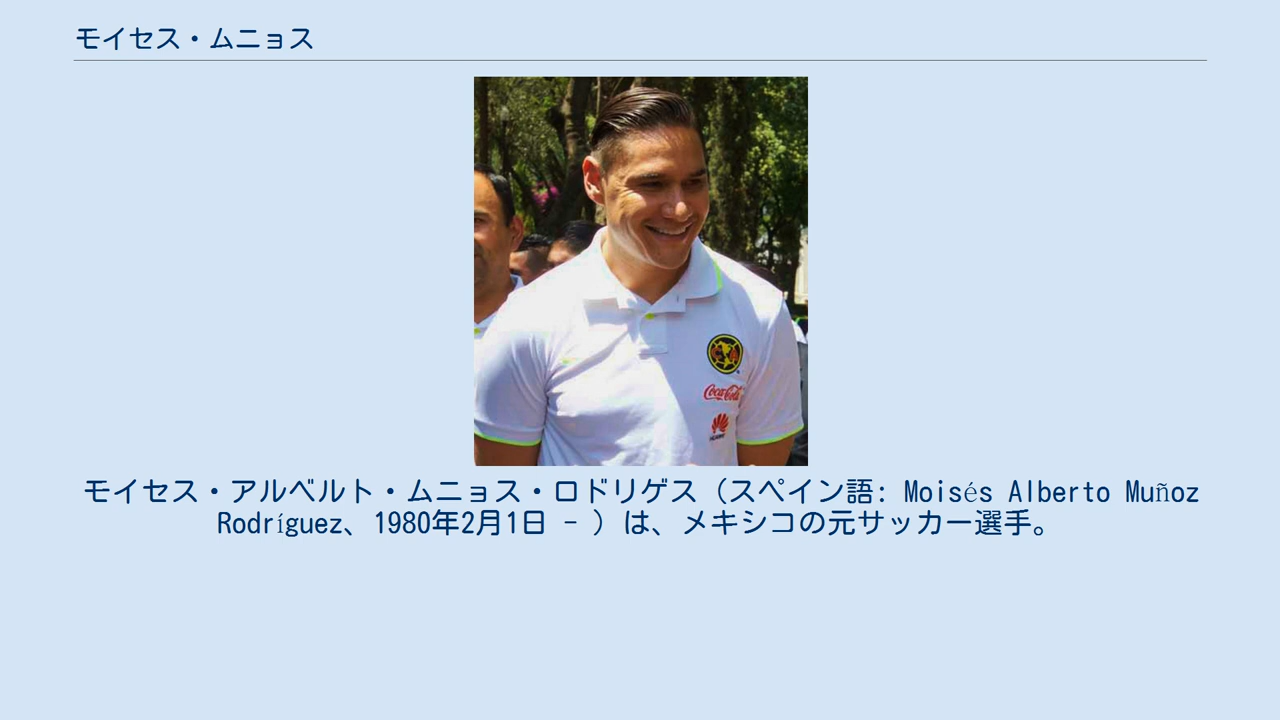 モイセス・ムニョス
Coca-Cola
HUAWEI
モイセス・アルベルト・ムニョス・ロドリゲス（スペイン語: Moisés Alberto Muñoz
Rodríguez、1980年2月1日 - ）は、メキシコの元サッカー選手。